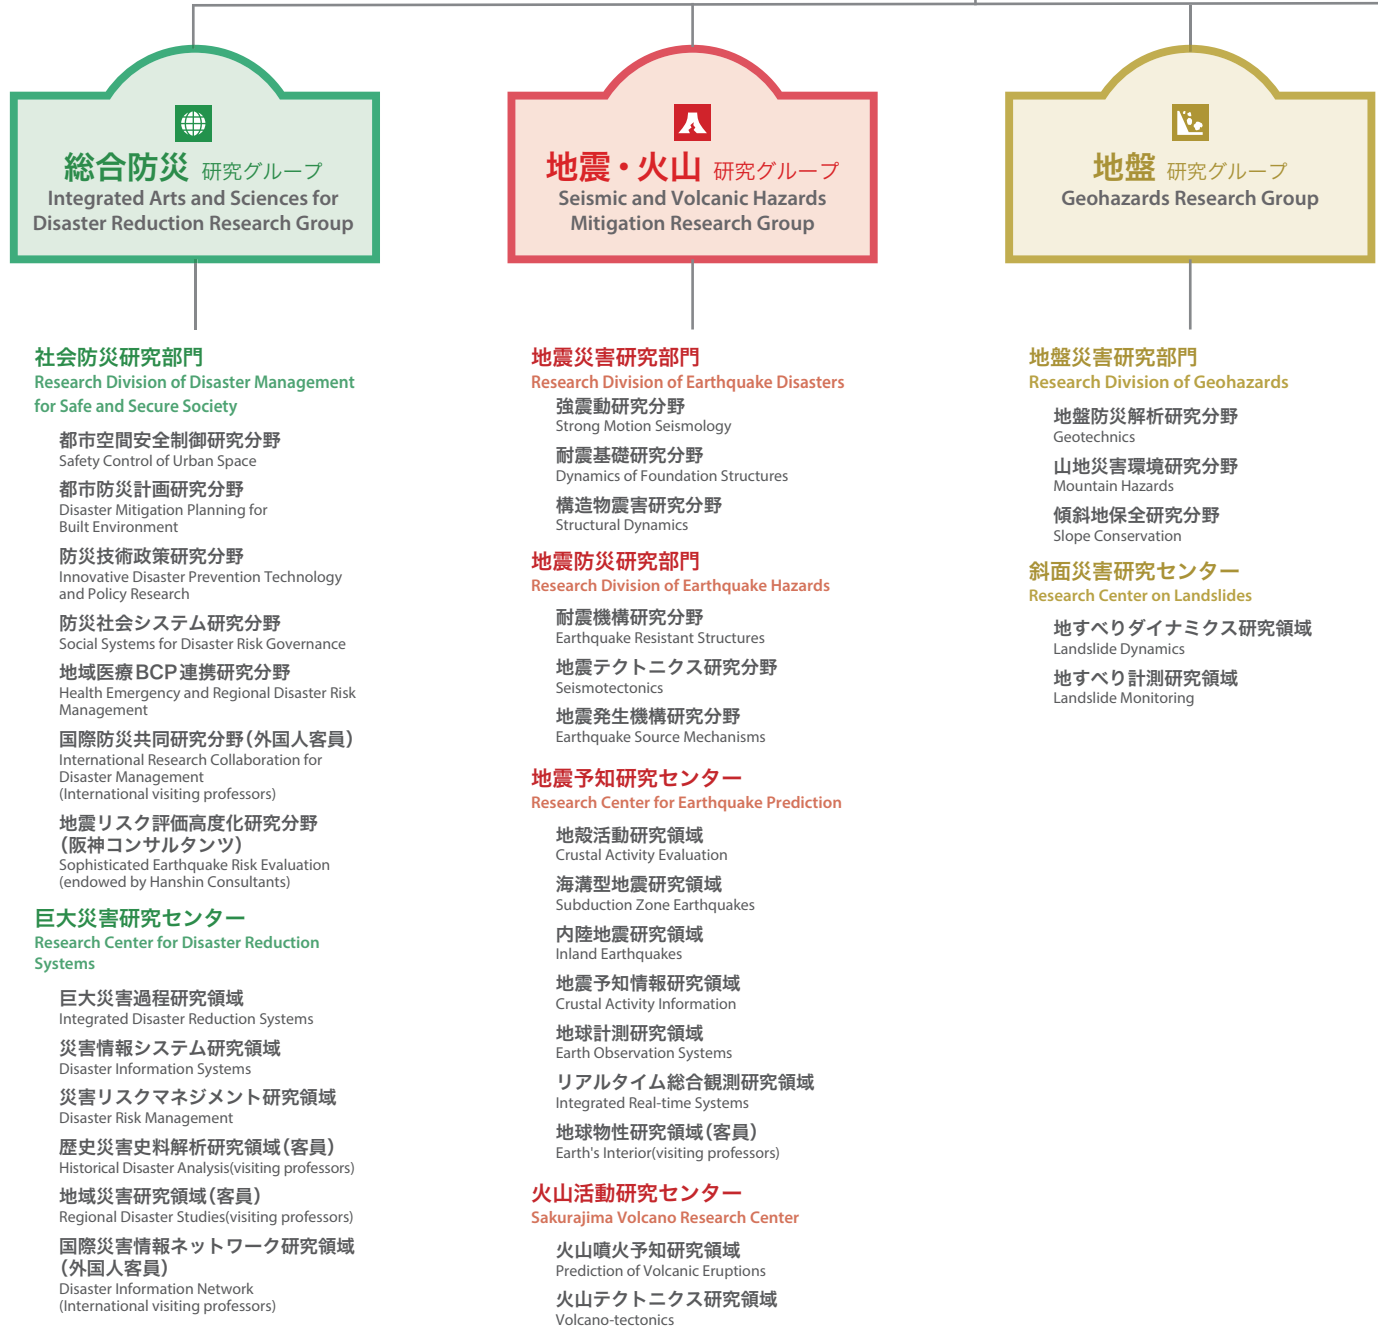 総合防災 研究グループ
Integrated Arts and Sciences for
Disaster Reduction Research Group
社会防災研究部門
Research Division of Disaster Management
for Safe and Secure Society
都市空間安全制御研究分野
Safety Control of Urban Space
都市防災計画研究分野
Disaster Mitigation Planning for
Built Environment
防災技術政策研究分野
Innovative Disaster Prevention Technology
and Policy Research
防災社会システム研究分野
Social Systems for Disaster Risk Governance
地域医療BCP連携研究分野
Health Emergency and Regional Disaster Risk
Management
国際防災共同研究分野(外国人客員)
International Research Collaboration for
Disaster Management
(International visiting professors)
地震リスク評価高度化研究分野
(阪神コンサルタンツ)
Sophisticated Earthquake Risk Evaluation
(endowed by Hanshin Consultants)
巨大災害研究センター
Research Center for Disaster Reduction
Systems
巨大災害過程研究領域
Integrated Disaster Reduction Systems
災害情報システム研究領域
Disaster Information Systems
災害リスクマネジメント研究領域
Disaster Risk Management
歴史災害史料解析研究領域(客員)
Historical Disaster Analysis(visiting professors)
地域災害研究領域(客員)
Regional Disaster Studies(visiting professors)
国際災害情報ネットワーク研究領域
(外国人客員)
Disaster Information Network
(International visiting professors)
地震・火山 研究グループ
Seismic and Volcanic Hazards
Mitigation Research Group
地震災害研究部門
Research Division of Earthquake Disasters
強震動研究分野
Strong Motion Seismology
耐震基礎研究分野
Dynamics of Foundation Structures
構造物震害研究分野
Structural Dynamics
地震防災研究部門
Research Division of Earthquake Hazards
耐震機構研究分野
Earthquake Resistant Structures
地震テクトニクス研究分野
Seismotectonics
地震発生機構研究分野
Earthquake Source Mechanisms
地震予知研究センター
Research Center for Earthquake Prediction
地殻活動研究領域
Crustal Activity Evaluation
海溝型地震研究領域
Subduction Zone Earthquakes
内陸地震研究領域
Inland Earthquakes
地震予知情報研究領域
Crustal Activity Information
地球計測研究領域
Earth Observation Systems
リアルタイム総合観測研究領域
Integrated Real-time Systems
地球物性研究領域(客員)
Earth's Interior(visiting professors)
火山活動研究センター
Sakurajima Volcano Research Center
火山噴火予知研究領域
Prediction of Volcanic Eruptions
火山テクトニクス研究領域
Volcano-tectonics
地盤 研究グループ
Geohazards Research Group
地盤災害研究部門
Research Division of Geohazards
地盤防災解析研究分野
Geotechnics
山地災害環境研究分野
Mountain Hazards
傾斜地保全研究分野
Slope Conservation
斜面災害研究センター
Research Center on Landslides
地すべりダイナミクス研究領域
Landslide Dynamics
地すべり計測研究領域
Landslide Monitoring